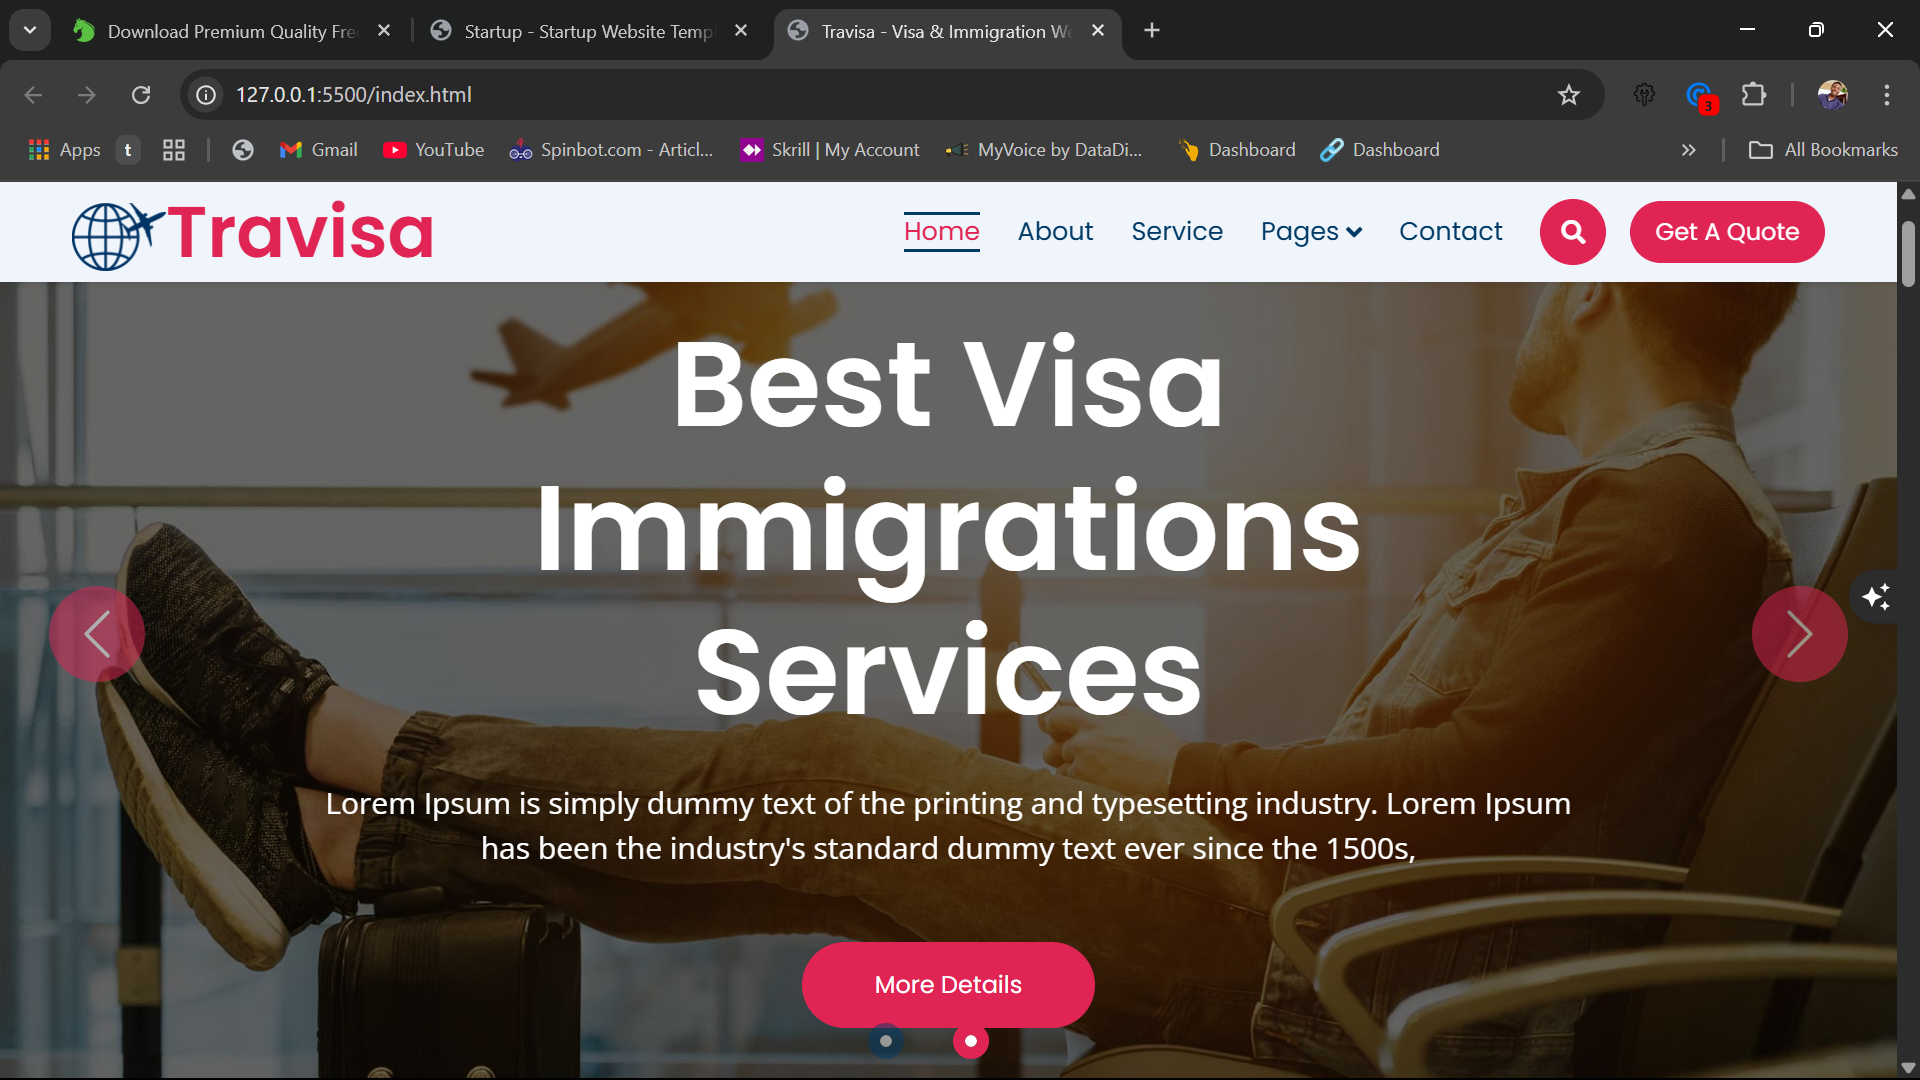 Download Premium Quality Fre
Startup - Startup Website Templ
Travisa - Visa & Immigration We
127.0.0.1:5500/index.html
3
Apps
t
Gmail
YouTube
Spinbot.com - Articl...
Skrill | My Account
MyVoice by DataDi...
Dashboard
Dashboard
All Bookmarks
Travisa
Home
About
Service
Pages
Contact
Get A Quote
Best Visa
Immigrations
Services
Lorem Ipsum is simply dummy text of the printing and typesetting industry. Lorem Ipsum
has been the industry's standard dummy text ever since the 1500s,
More Details